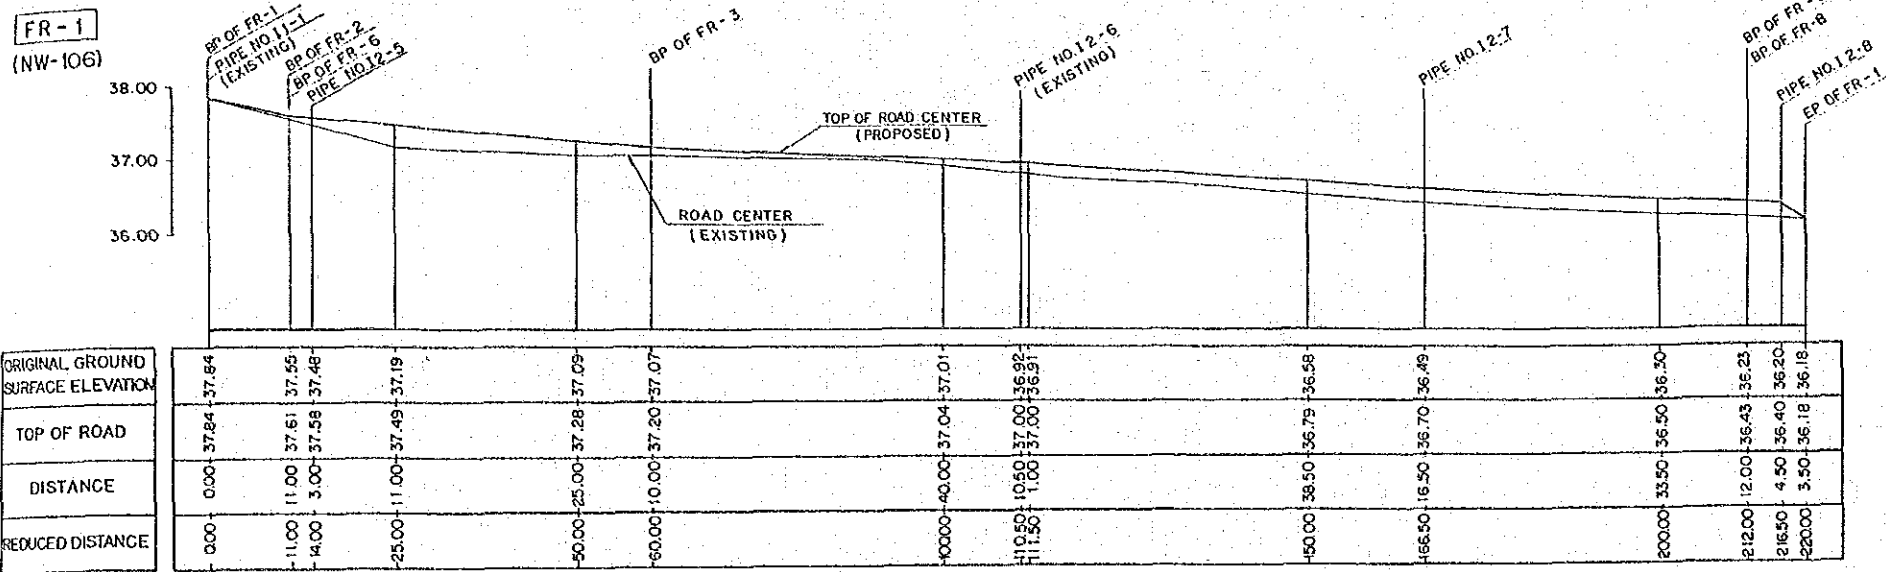 FR-1
(NW-106)
BP OF FR-1
PIPE NO.11-1
(EXISTING)
BP OF FR-2
BP OF FR-6
PIPE NO.12-5
BP OF FR-3
PIPE NO.12-6
(EXISTING)
PIPE NO.12-7
BP OF FR-
BP OF FR-8
PIPE NO.12-8
EP OF FR-1
38.00
37.00
36.00
TOP OF ROAD CENTER
(PROPOSED)
ROAD CENTER
(EXISTING)
ORIGINAL GROUND
SURFACE ELEVATION
37.84 37.55 37.48 37.19 37.09 37.07 37.01 36.92 36.91 36.58 36.49 36.30 36.23 36.20 36.18
TOP OF ROAD
37.84 37.61 37.58 37.49 37.28 37.20 37.04 37.00 37.00 36.79 36.70 36.50 36.43 36.40 36.18
DISTANCE
0.00 11.00 3.00 11.00 25.00 10.00 40.00 10.50 1.00 38.50 16.50 33.50 12.00 4.50 3.50
REDUCED DISTANCE
0.00 11.00 14.00 25.00 50.00 60.00 100.00 110.50 111.50 150.00 166.50 200.00 212.00 216.50 220.00